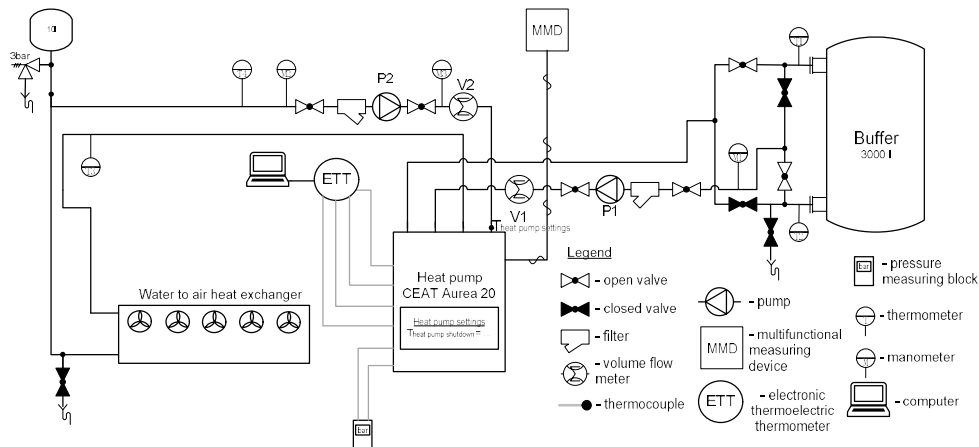 MMD
3bar
P2
V2
Buffer
3000 l
ETT
V1
P1
T heat pump settings
Heat pump
CEAT Aurea 20
Heat pump settings
T heat pump shutdown =
bar
Water to air heat exchanger
Legend
- open valve
- closed valve
- filter
- volume flow
meter
- thermocouple
- pump
MMD
- multifunctional
measuring
device
ETT
- electronic
thermoelectric
thermometer
bar
- pressure
measuring block
- thermometer
- manometer
- computer